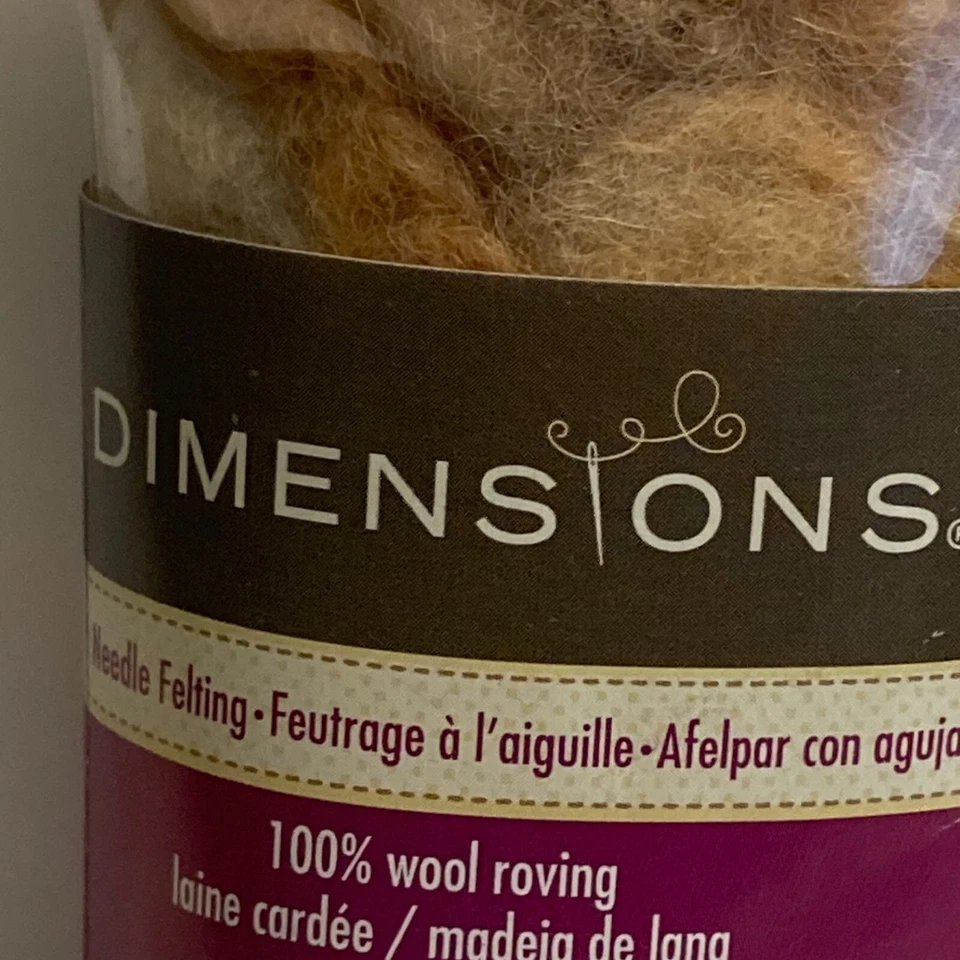 DIMENSIONS®
Needle Felting • Feutrage à l'aiguille • Afelpar con aguja
100% wool roving
laine cardée / madeja de lana